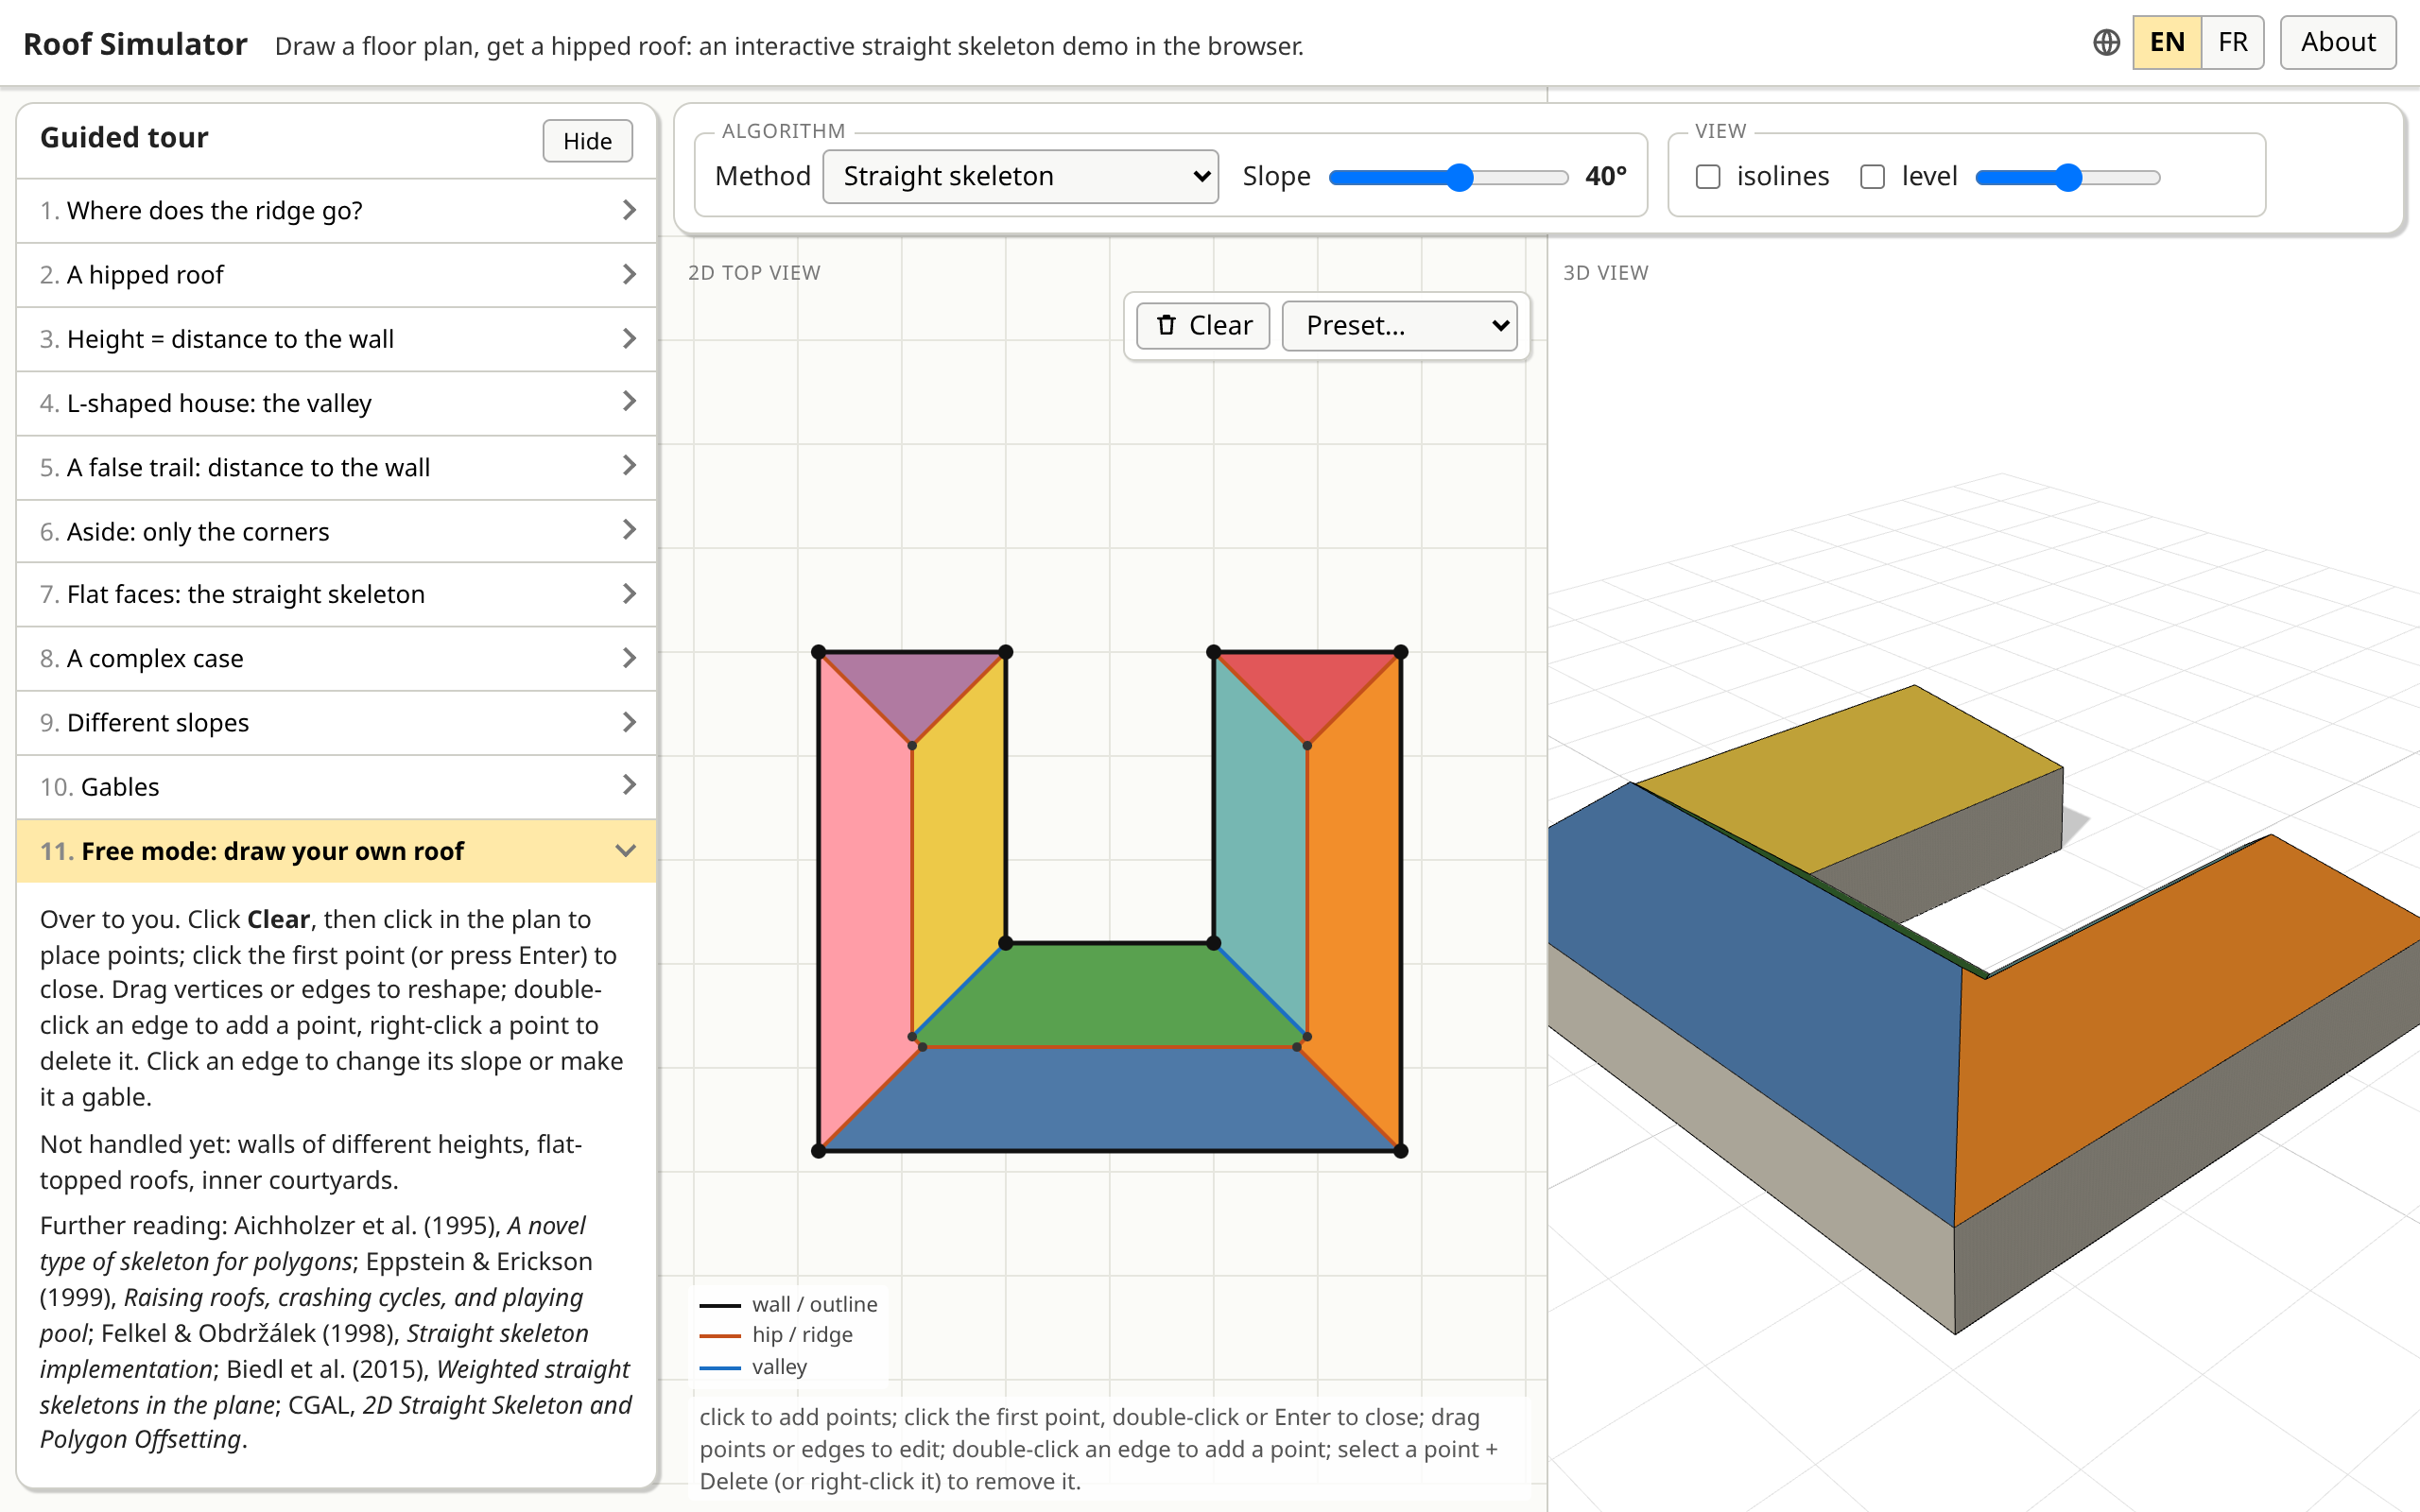 Roof Simulator
Draw a floor plan, get a hipped roof: an interactive straight skeleton demo in the browser.
EN
FR
About
Guided tour
Hide
1. Where does the ridge go?
2. A hipped roof
3. Height = distance to the wall
4. L-shaped house: the valley
5. A false trail: distance to the wall
6. Aside: only the corners
7. Flat faces: the straight skeleton
8. A complex case
9. Different slopes
10. Gables
11. Free mode: draw your own roof
Over to you. Click Clear, then click in the plan to
place points; click the first point (or press Enter) to
close. Drag vertices or edges to reshape; double-
click an edge to add a point, right-click a point to
delete it. Click an edge to change its slope or make
it a gable.
Not handled yet: walls of different heights, flat-
topped roofs, inner courtyards.
Further reading: Aichholzer et al. (1995), A novel
type of skeleton for polygons; Eppstein & Erickson
(1999), Raising roofs, crashing cycles, and playing
pool; Felkel & Obdržálek (1998), Straight skeleton
implementation; Biedl et al. (2015), Weighted straight
skeletons in the plane; CGAL, 2D Straight Skeleton and
Polygon Offsetting.
ALGORITHM
Method
Straight skeleton
Slope
40°
VIEW
isolines
level
2D TOP VIEW
Clear
Preset...
wall / outline
hip / ridge
valley
click to add points; click the first point, double-click or Enter to close; drag
points or edges to edit; double-click an edge to add a point; select a point +
Delete (or right-click it) to remove it.
3D VIEW